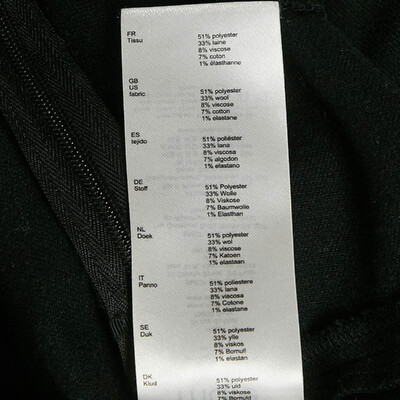 FR
Tissu
51% polyester
33% laine
8% viscose
7% coton
1% élasthanne
GB
US
fabric
51% polyester
33% wool
8% viscose
7% cotton
1% elastane
ES
tejido
51% poliéster
33% lana
8% viscosa
7% algodon
1% elastano
DE
Stoff
51% Polyester
33% Wolle
8% Viskose
7% Baumwolle
1% Elasthan
NL
Doek
51% polyester
33% wol
8% viscose
7% Katoen
1% elastaan
IT
Panno
51% poliestere
33% lana
8% viscosa
7% Cotone
1% elastane
SE
Duk
51% polyester
33% ylle
8% viskos
7% Bomull
1% elastan
DK
Klud
51% polyester
33% uld
8% viskose
7% Bomuld